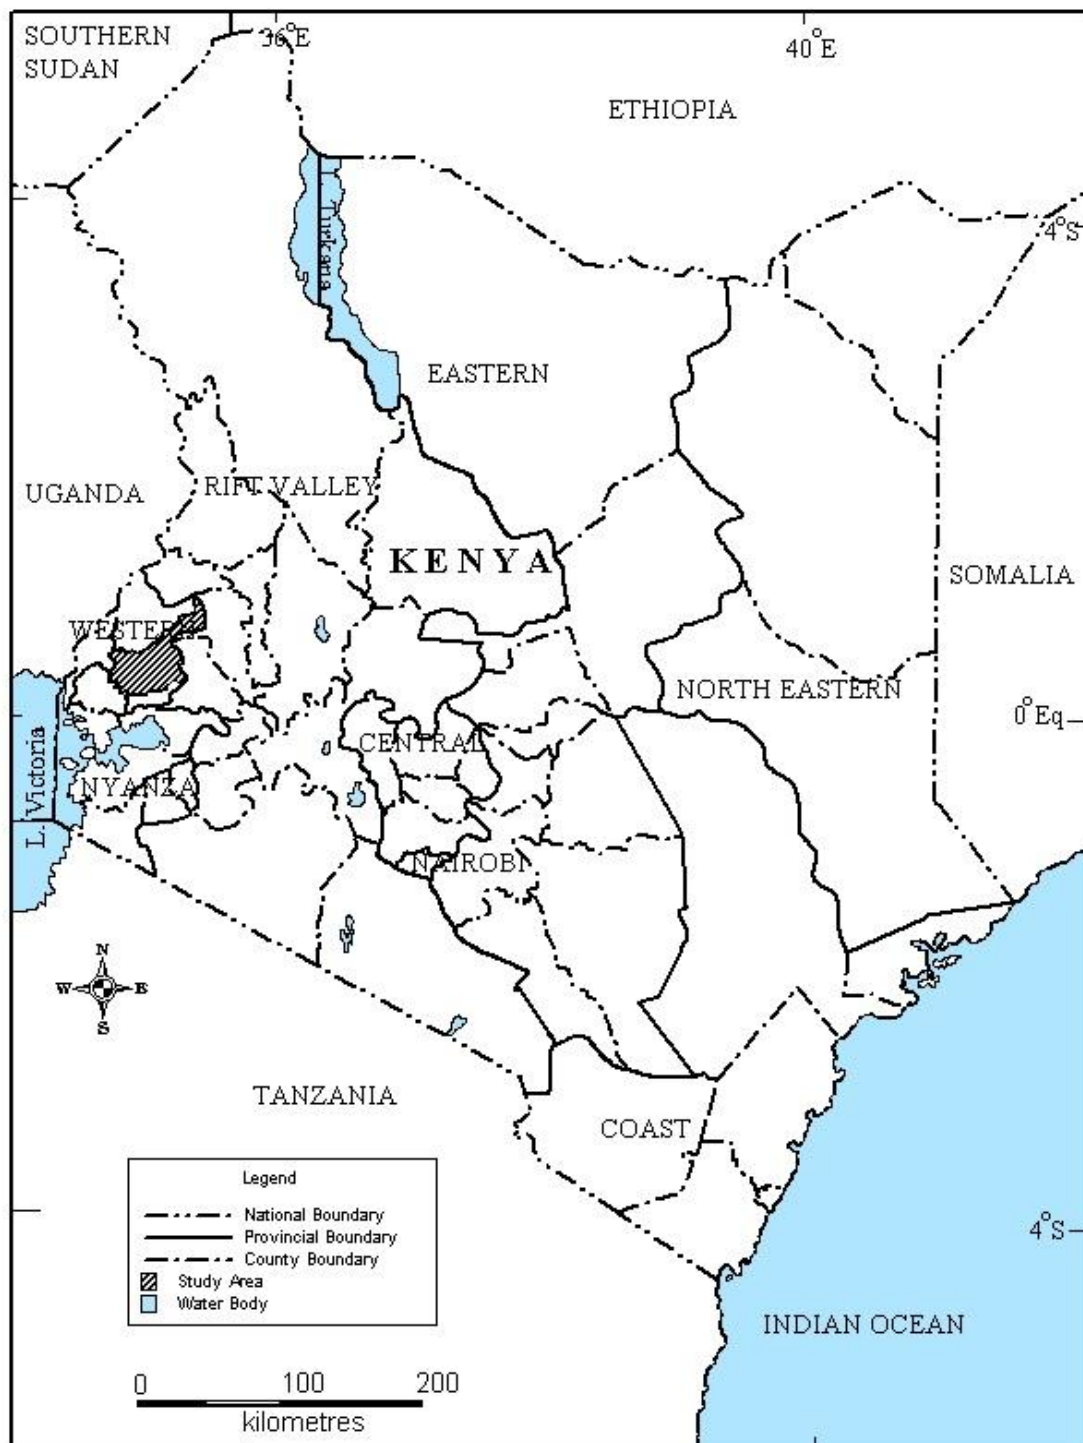 SOUTHERN
SUDAN
36°E
40°E
ETHIOPIA
4°S
L. Turkana
EASTERN
UGANDA
RIFT VALLEY
KENYA
SOMALIA
WESTERN
NORTH EASTERN
0°Eq
L. Victoria
CENTRAL
NYANZA
NAIROBI
N
W E
S
TANZANIA
COAST
Legend
National Boundary
Provincial Boundary
County Boundary
Study Area
Water Body
4°S
INDIAN OCEAN
0 100 200
kilometres